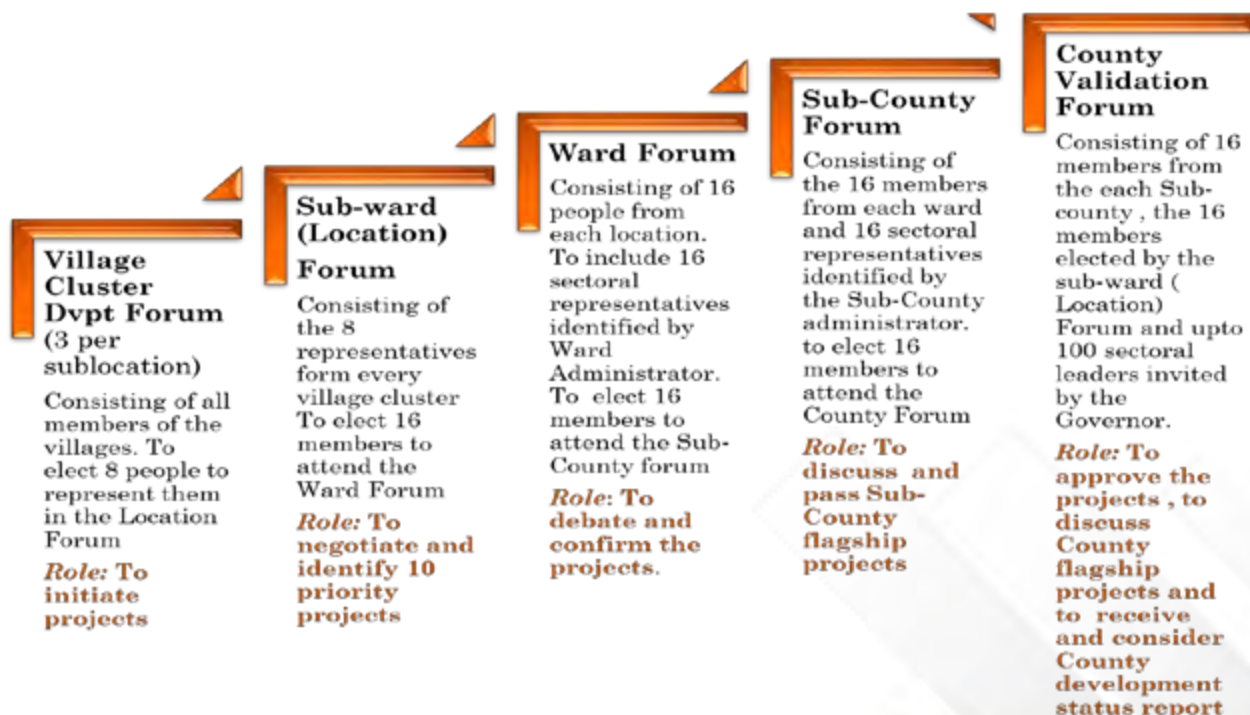 Village
Cluster
Dvpt Forum
(3 per
sublocation)
Consisting of all
members of the
villages. To
elect 8 people to
represent them
in the Location
Forum
Role: To
initiate
projects
Sub-ward
(Location)
Forum
Consisting of
the 8
representatives
form every
village cluster
To elect 16
members to
attend the
Ward Forum
Role: To
negotiate and
identify 10
priority
projects
Ward Forum
Consisting of 16
people from
each location.
To include 16
sectoral
representatives
identified by
Ward
Administrator.
To elect 16
members to
attend the Sub-
County forum
Role: To
debate and
confirm the
projects.
Sub-County
Forum
Consisting of
the 16 members
from each ward
and 16 sectoral
representatives
identified by
the Sub-County
administrator.
to elect 16
members to
attend the
County Forum
Role: To
discuss and
pass Sub-
County
flagship
projects
County
Validation
Forum
Consisting of 16
members from
the each Sub-
county , the 16
members
elected by the
sub-ward (
Location)
Forum and upto
100 sectoral
leaders invited
by the
Governor.
Role: To
approve the
projects , to
discuss
County
flagship
projects and
to receive
and consider
County
development
status report